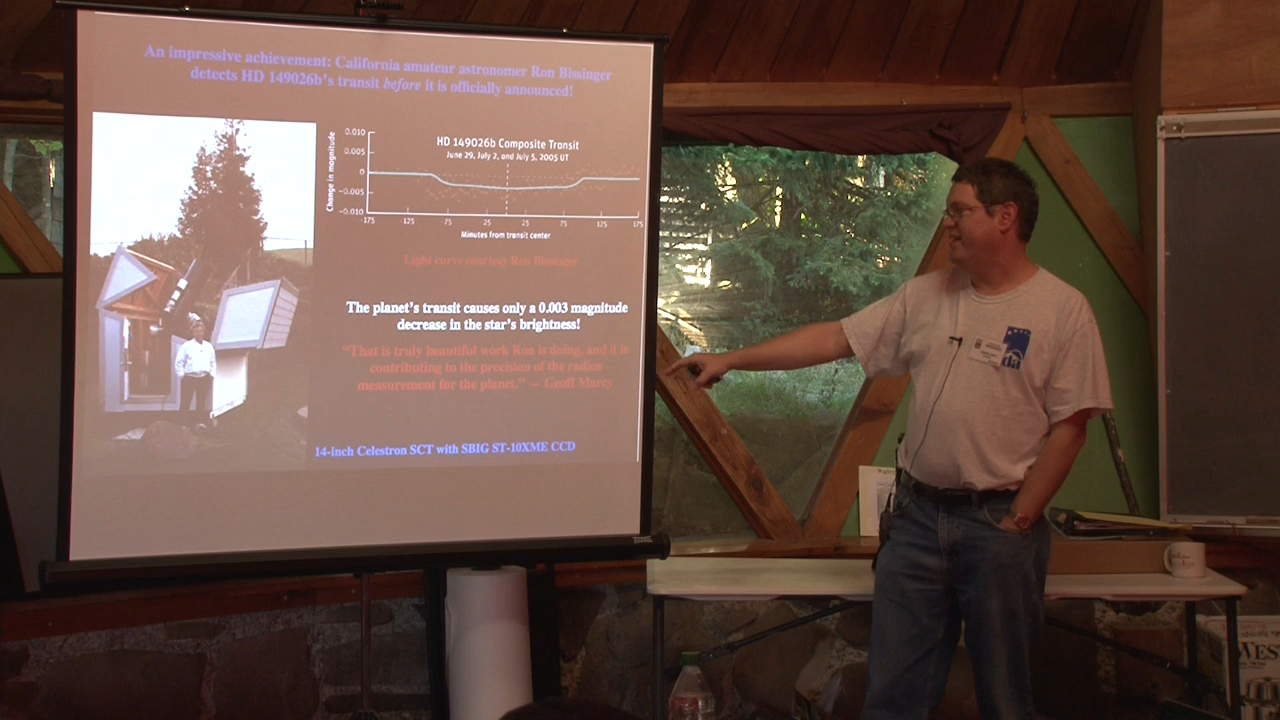 An impressive achievement: California amateur astronomer Ron Bissinger
detects HD 149026b's transit before it is officially announced!
HD 149026b Composite Transit
June 29, July 2, and July 5, 2005 UT
Change in magnitude
0.010
0.005
0
-0.005
-0.010
-175 -125 75 25 25 75 125 175
Minutes from transit center
Light curve courtesy Ron Bissinger
The planet's transit causes only a 0.003 magnitude
decrease in the star's brightness!
“That is truly beautiful work Ron is doing, and it is
contributing to the precision of the radius
measurement for the planet.” — Geoff Marcy
14-inch Celestron SCT with SBIG ST-10XME CCD
WEST